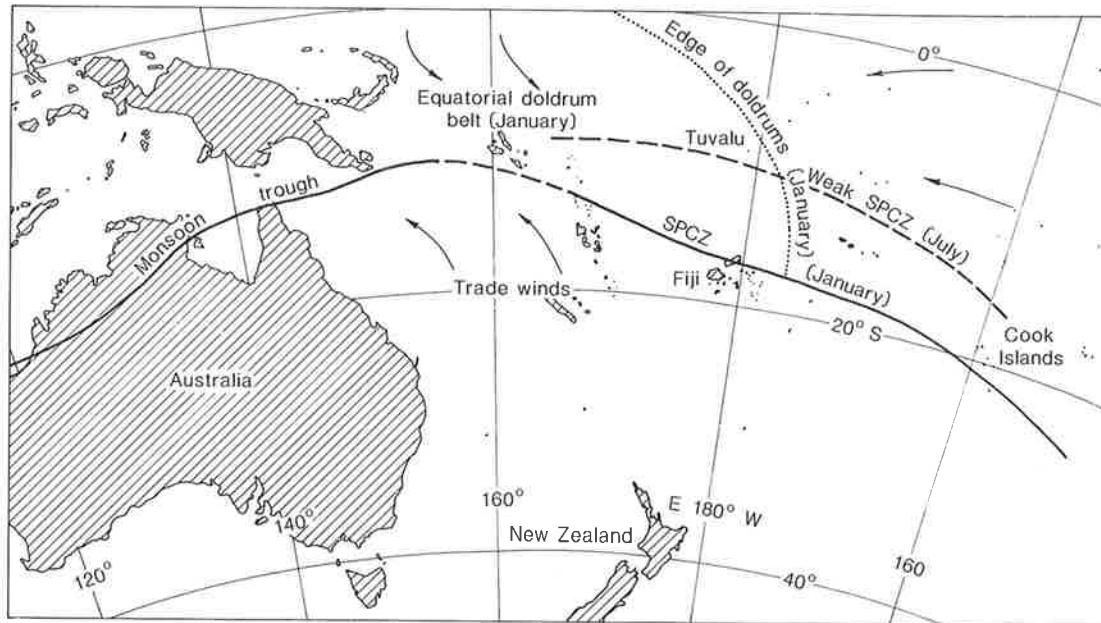 Edge of doldrums
(January)
0°
Equatorial doldrum
belt (January)
Tuvalu
Weak SPCZ (July)
Monsoon trough
SPCZ
(January)
Fiji
Trade winds
20° S
Cook
Islands
Australia
160°
E 180° W
New Zealand
140°
120°
40°
160